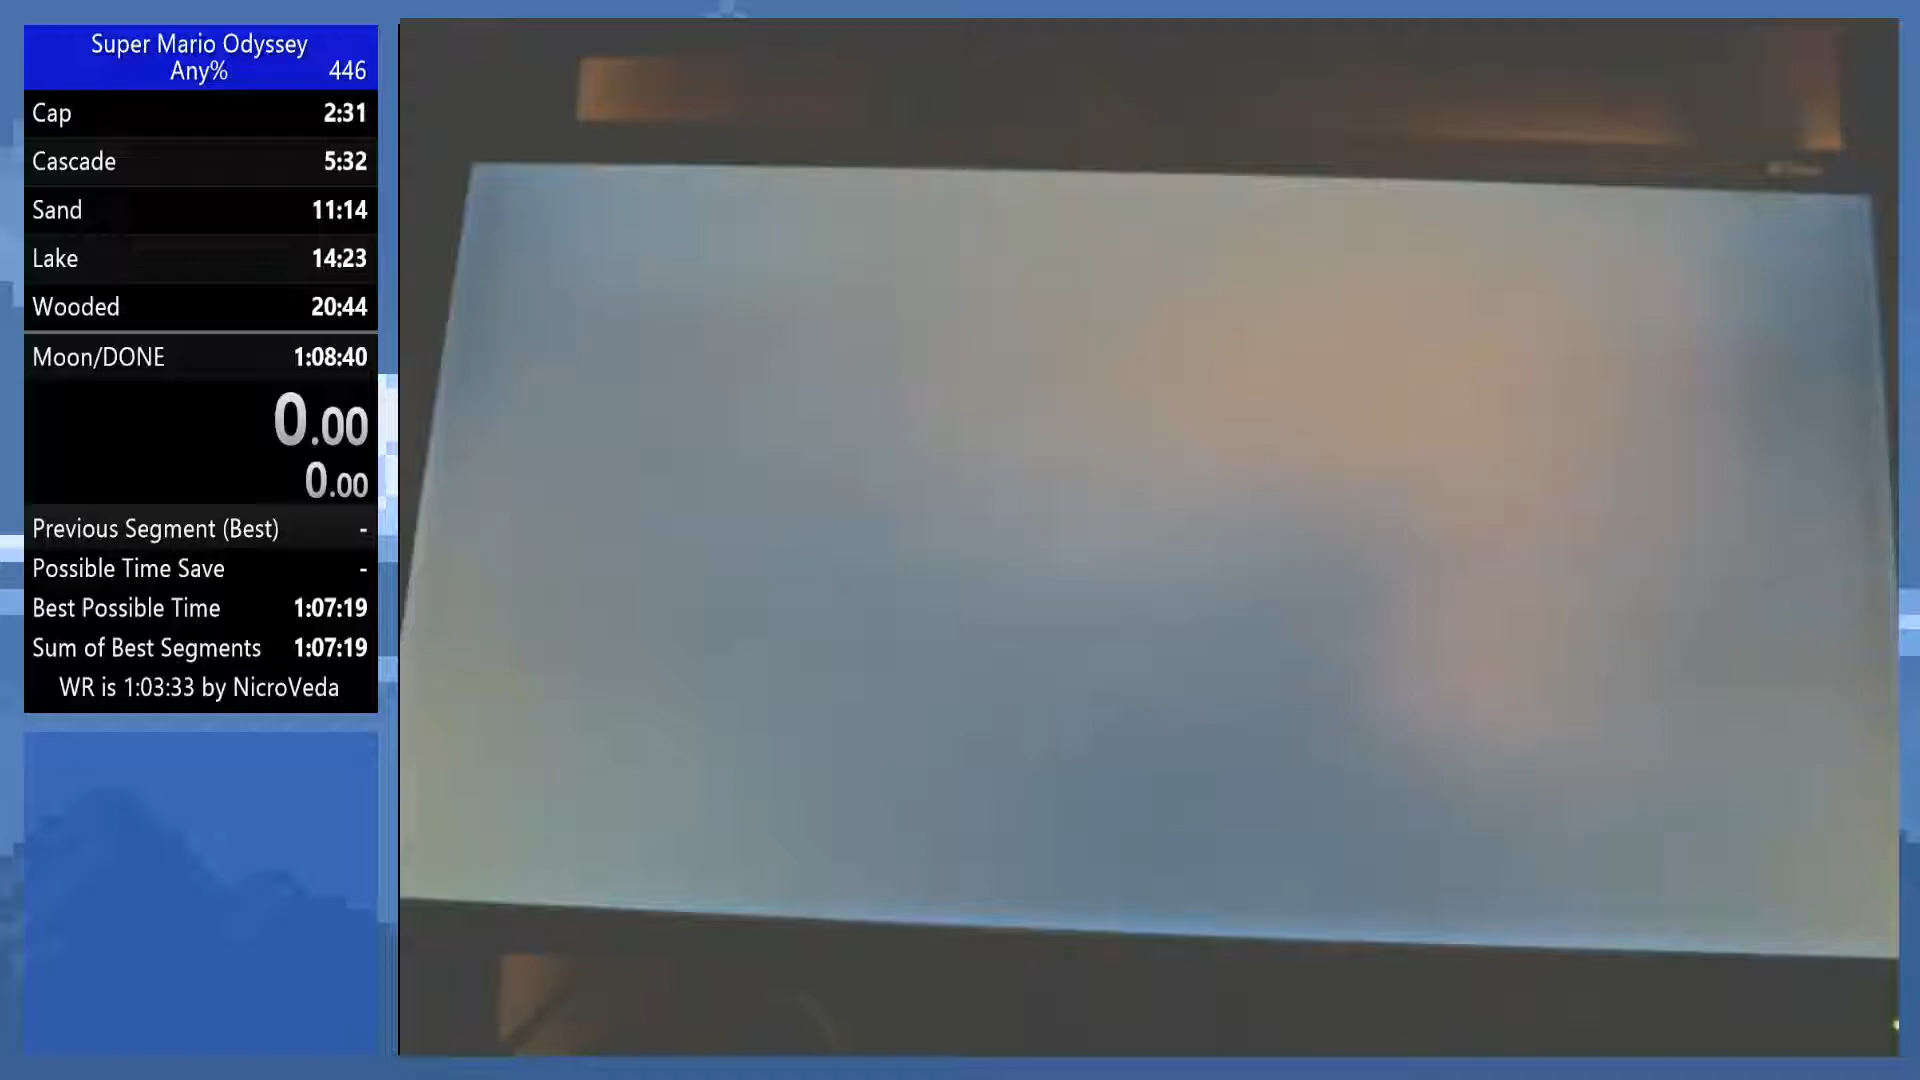 Super Mario Odyssey
Any% 446
Cap 2:31
Cascade 5:32
Sand 11:14
Lake 14:23
Wooded 20:44
Moon/DONE 1:08:40
0.00
0.00
Previous Segment (Best) -
Possible Time Save -
Best Possible Time 1:07:19
Sum of Best Segments 1:07:19
WR is 1:03:33 by NicroVeda